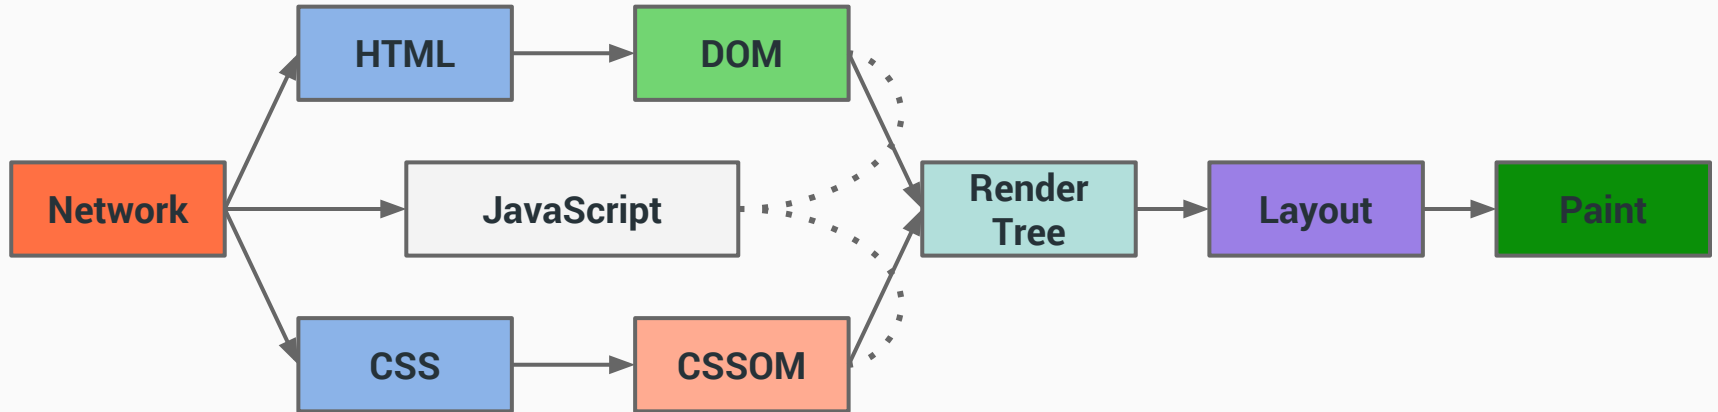 HTML
DOM
Network
JavaScript
Render
Tree
Layout
Paint
CSS
CSSOM